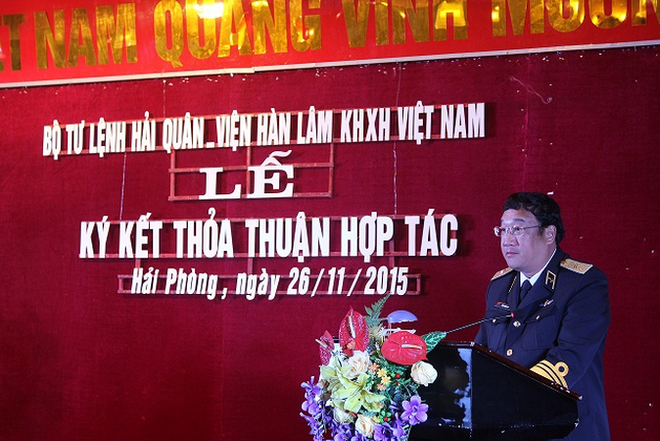 ỆT NAM QUANG VINH MUÔN
BỘ TƯ LỆNH HẢI QUÂN - VIỆN HÀN LÂM KHXH VIỆT NAM
LỄ
KÝ KẾT THỎA THUẬN HỢP TÁC
Hải Phòng, ngày 26/11/2015